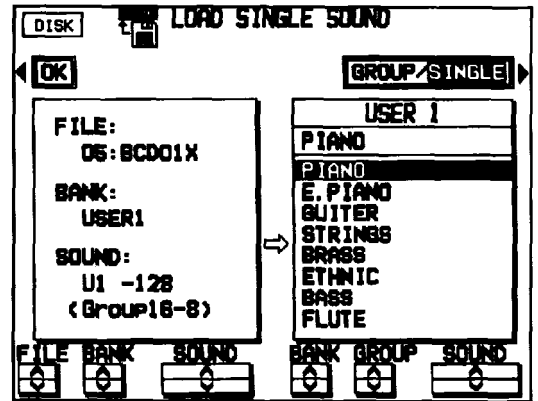 DISK
LOAD SINGLE SOUND
OK
GROUP/SINGLE
FILE:
05:BCD01X
BANK:
USER1
SOUND:
U1 -128
(Group16-8)
USER 1
PIANO
PIANO
E.PIANO
GUITER
STRINGS
BRASS
ETHNIC
BASS
FLUTE
FILE BANK SOUND BANK GROUP SOUND